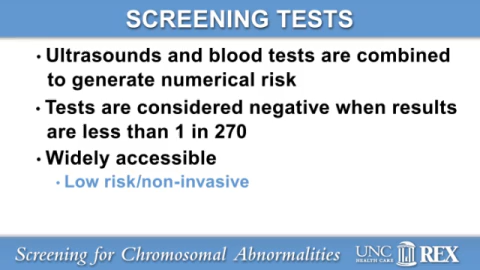 SCREENING TESTS
• Ultrasounds and blood tests are combined
to generate numerical risk
• Tests are considered negative when results
are less than 1 in 270
• Widely accessible
• Low risk/non-invasive
Screening for Chromosomal Abnormalities
UNC REX
HEALTH CARE